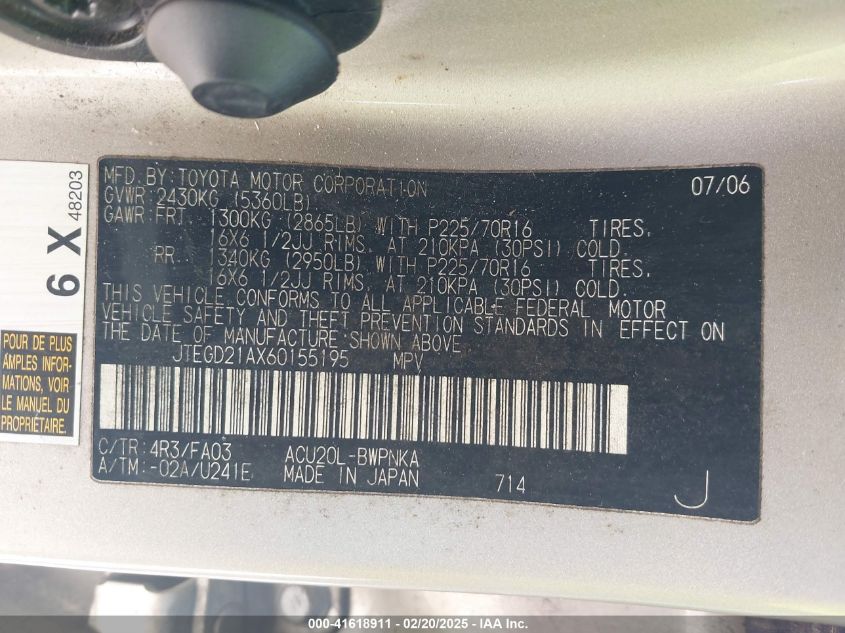 MFD. BY: TOYOTA MOTOR CORPORATION 07/06
GVWR: 2430KG (5360LB)
GAWR: FRT 1300KG (2865LB) WITH P225/70R16 TIRES.
16X6 1/2JJ RIMS. AT 210KPA (30PSI) COLD.
RR 1340KG (2950LB) WITH P225/70R16 TIRES.
16X6 1/2JJ RIMS. AT 210KPA (30PSI) COLD.
THIS VEHICLE CONFORMS TO ALL APPLICABLE FEDERAL MOTOR
VEHICLE SAFETY AND THEFT PREVENTION STANDARDS IN EFFECT ON
THE DATE OF MANUFACTURE SHOWN ABOVE
JTEGD21AX60155195 MPV
C/TR: 4R3/FA03 ACU20L-BWPNKA
A/TM: -02A/U241E MADE IN JAPAN 714 J
6 X 48203
POUR DE PLUS
AMPLES INFOR-
MATIONS, VOIR
LE MANUEL DU
PROPRIÉTAIRE.
000-41618911 - 02/20/2025 - IAA Inc.